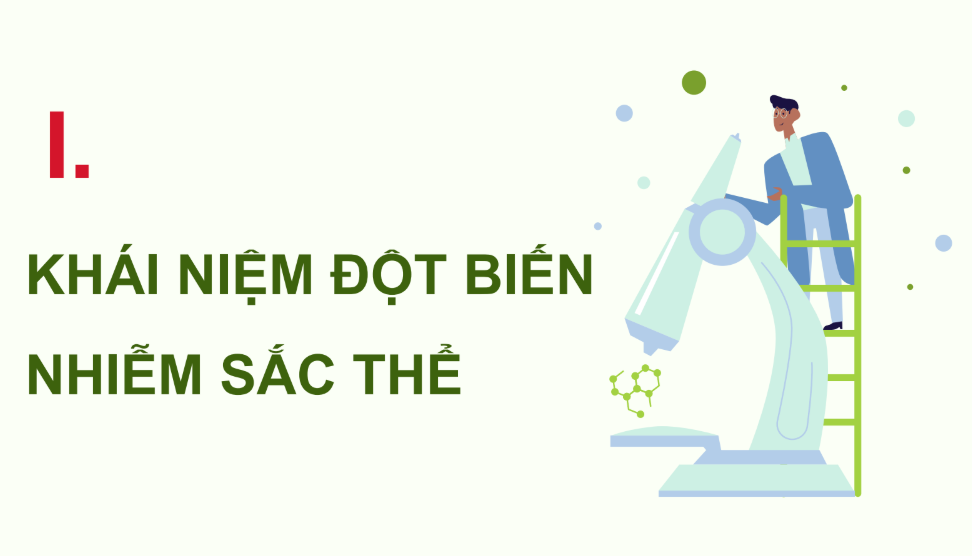 I.
KHÁI NIỆM ĐỘT BIẾN
NHIỄM SẮC THỂ